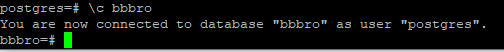 postgres=# \c bbbro
You are now connected to database "bbbro" as user "postgres".
bbbro=#